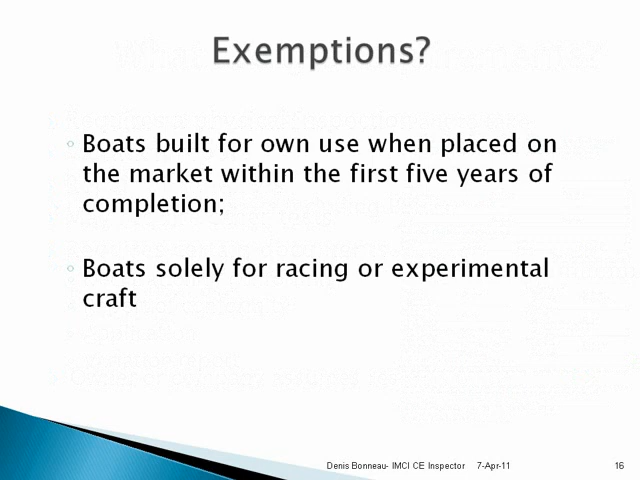 Exemptions?
◦ Boats built for own use when placed on
the market within the first five years of
completion;
◦ Boats solely for racing or experimental
craft
Denis Bonneau- IMCI CE Inspector 7-Apr-11 16